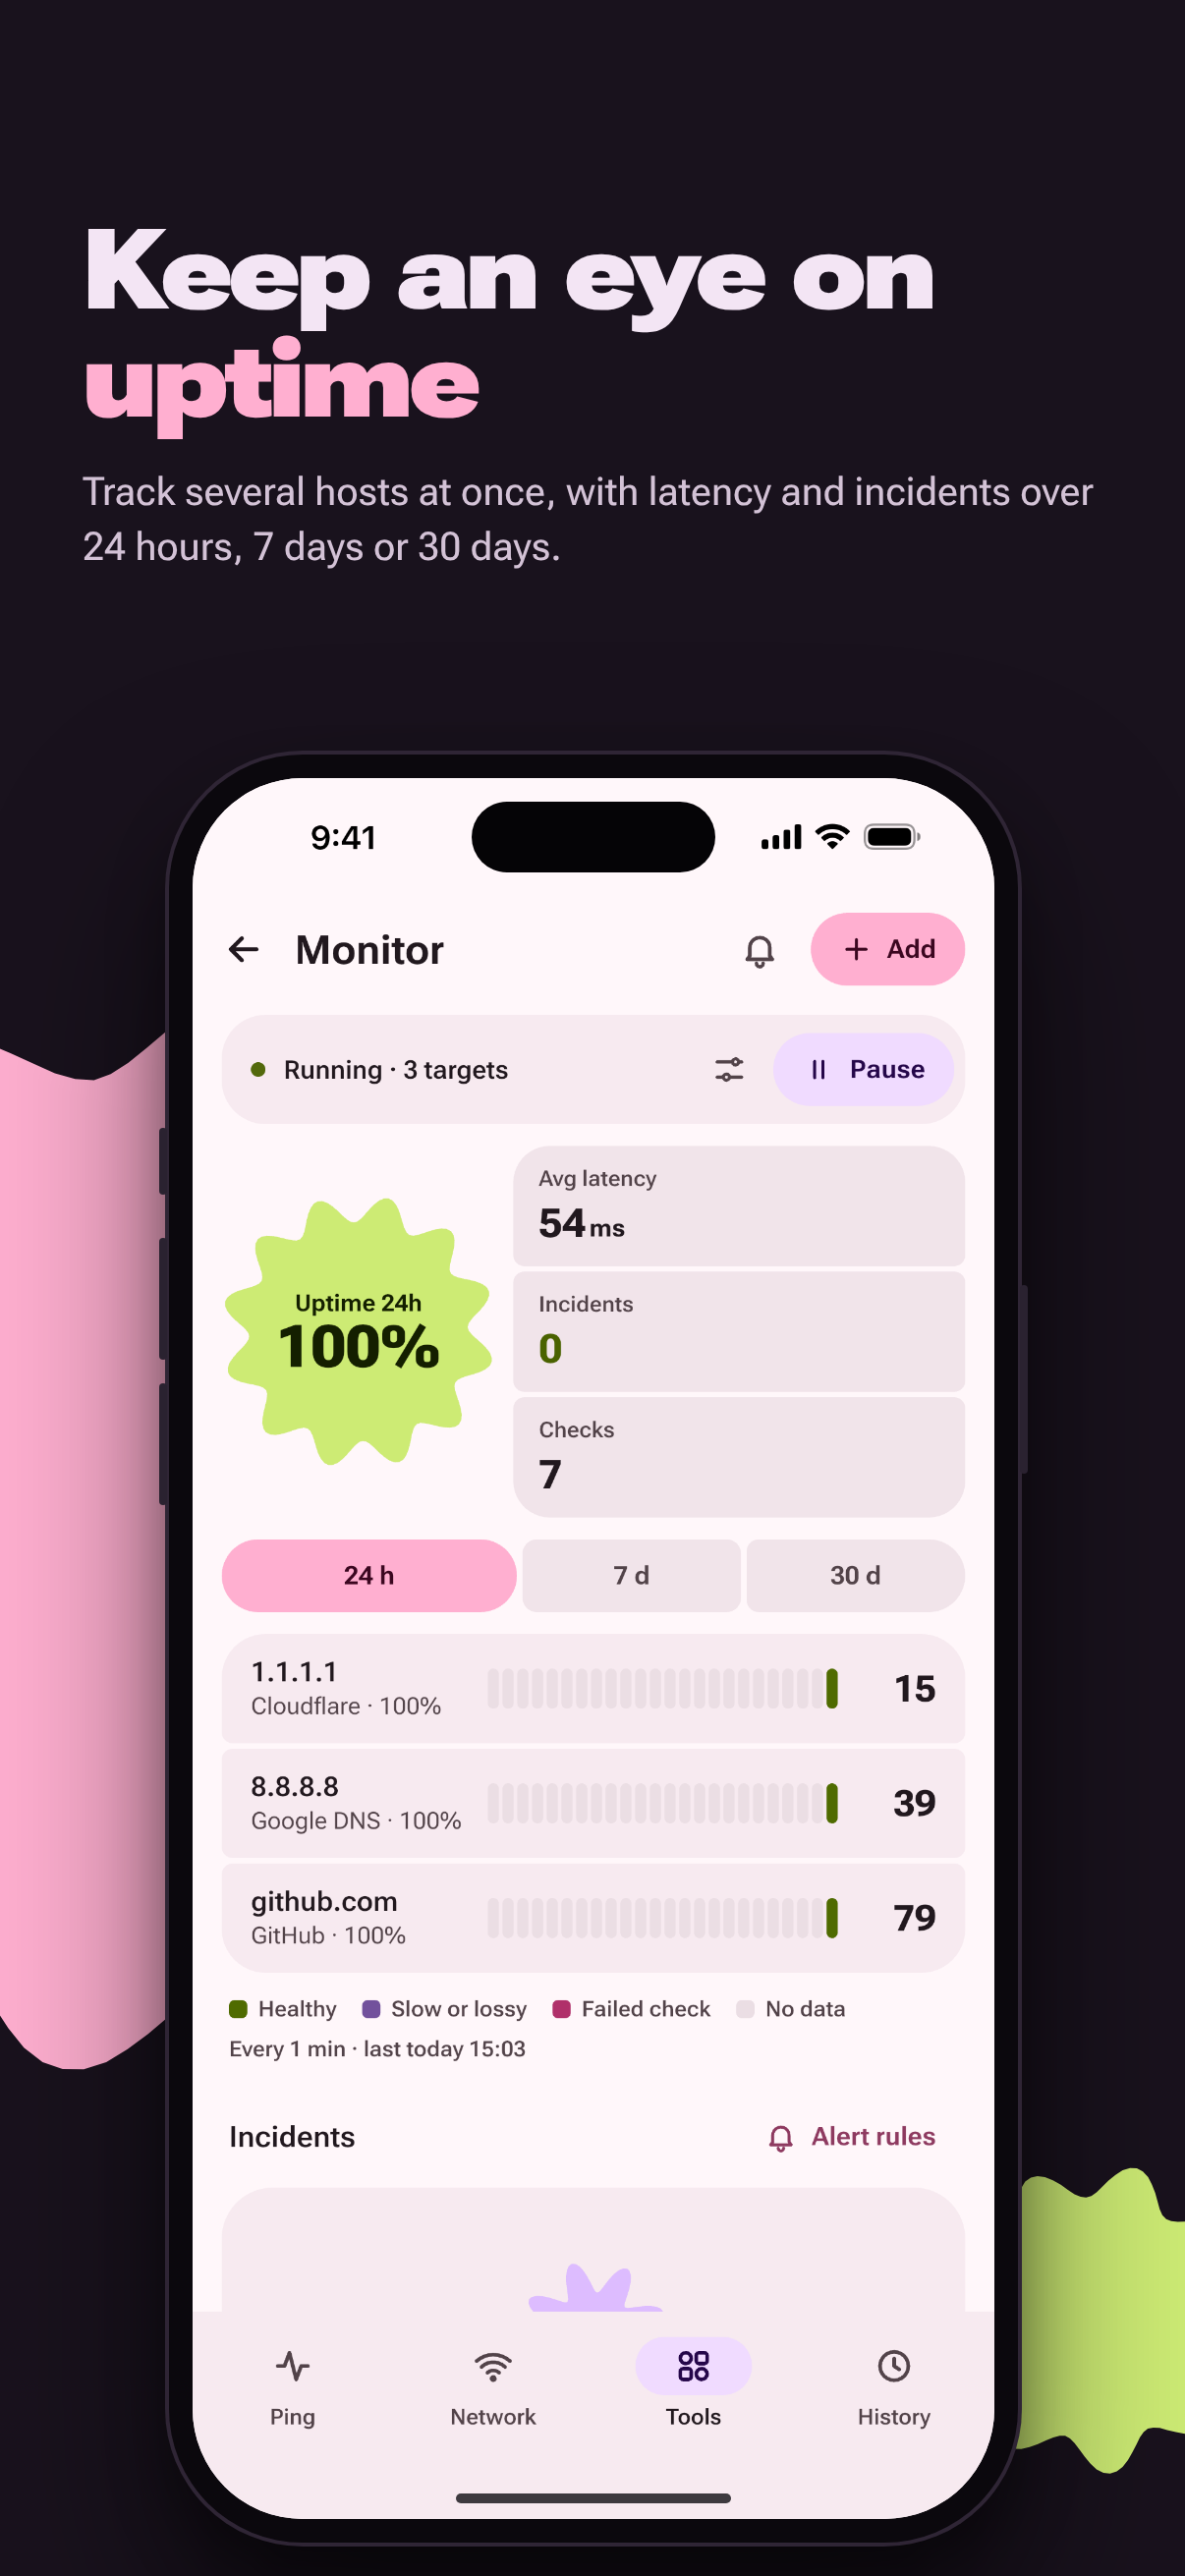 Keep an eye on
uptime
Track several hosts at once, with latency and incidents over
24 hours, 7 days or 30 days.
9:41
Monitor
Add
Running · 3 targets
Pause
Uptime 24h
100%
Avg latency
54 ms
Incidents
0
Checks
7
24 h
7 d
30 d
1.1.1.1
Cloudflare · 100%
15
8.8.8.8
Google DNS · 100%
39
github.com
GitHub · 100%
79
Healthy
Slow or lossy
Failed check
No data
Every 1 min · last today 15:03
Incidents
Alert rules
Ping
Network
Tools
History